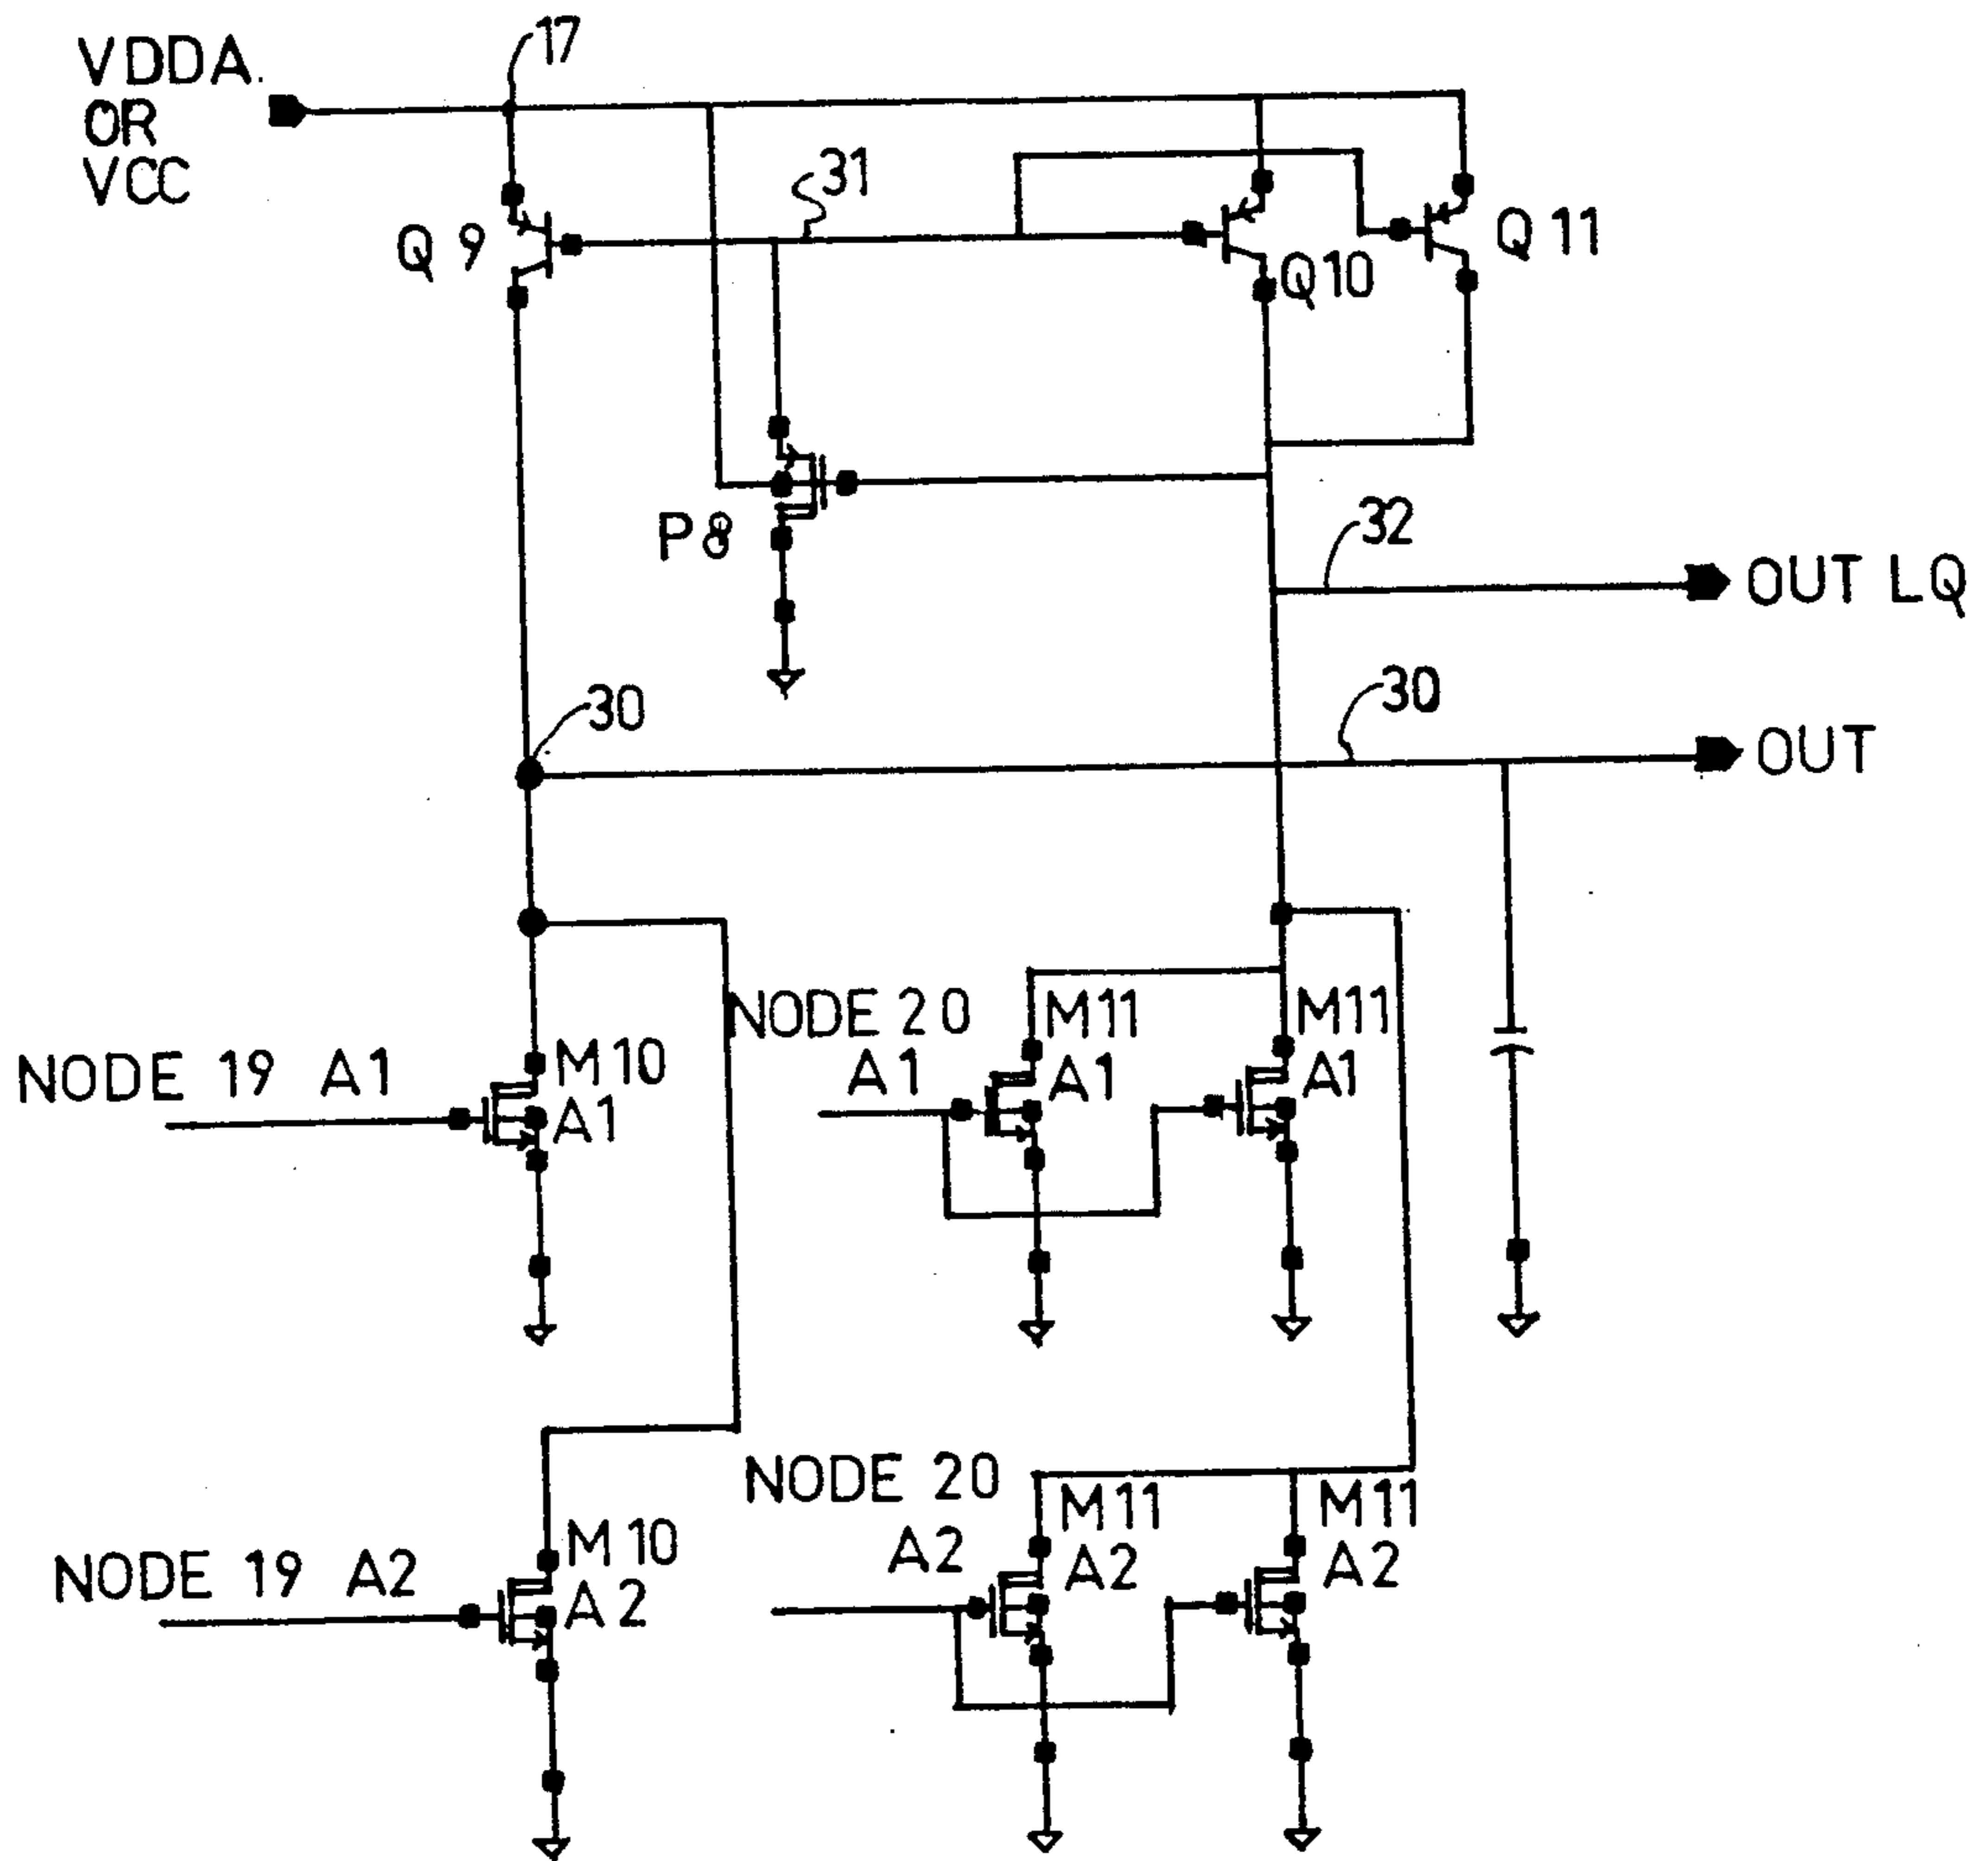 17
VDDA.
OR
VCC
31
Q 9
Q 11
Q10
P8
32
OUT LQ
30
30
OUT
NODE 20
A1
M11
A1
M11
A1
NODE 19 A1
M10
A1
NODE 20
A2
M11
A2
M11
A2
NODE 19 A2
M10
A2